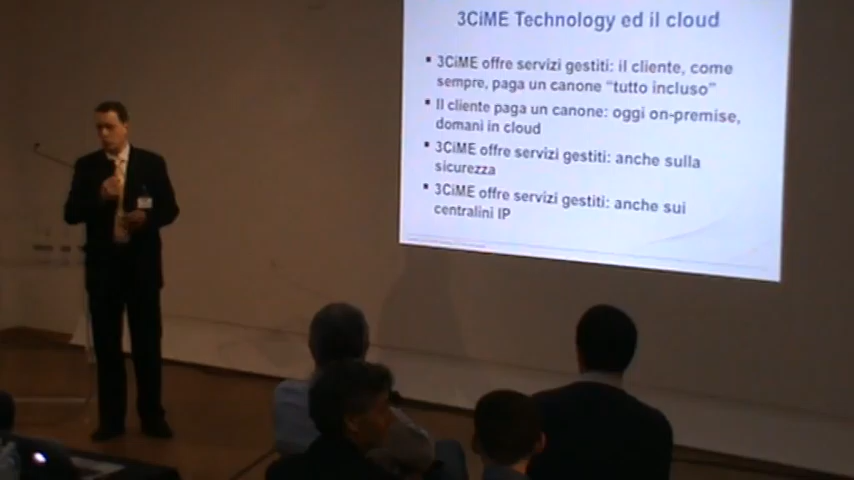 3CiME Technology ed il cloud
3CiME offre servizi gestiti: il cliente, come
sempre, paga un canone "tutto incluso"
Il cliente paga un canone: oggi on-premise,
domani in cloud
3CiME offre servizi gestiti: anche sulla
sicurezza
3CiME offre servizi gestiti: anche sui
centralini IP